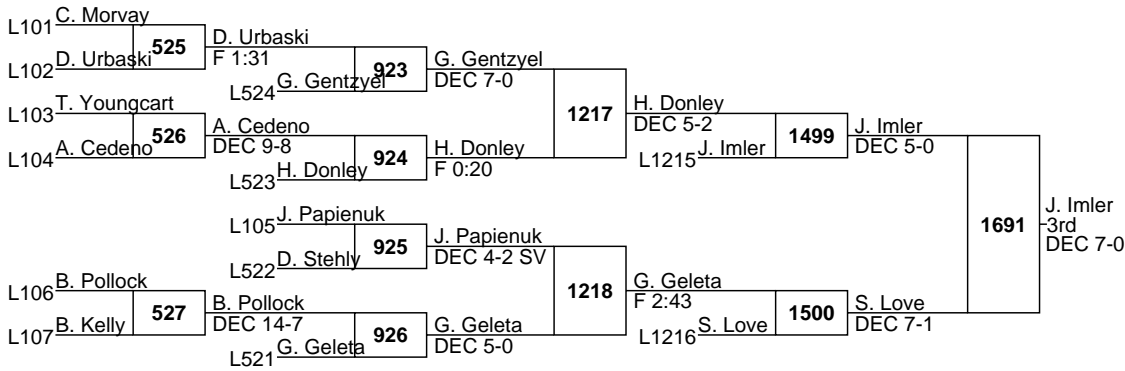 L101 C. Morvay
525
D. Urbaski
F 1:31
L102 D. Urbaski
923
G. Gentzyel
DEC 7-0
L524 G. Gentzyel
L103 T. Youngcart
526
A. Cedeno
DEC 9-8
L104 A. Cedeno
924
H. Donley
F 0:20
L523 H. Donley
1217
H. Donley
DEC 5-2
L1215 J. Imler
1499
J. Imler
DEC 5-0
L105 J. Papienuk
925
J. Papienuk
DEC 4-2 SV
L522 D. Stehly
L106 B. Pollock
527
B. Pollock
DEC 14-7
L107 B. Kelly
926
G. Geleta
DEC 5-0
L521 G. Geleta
1218
G. Geleta
F 2:43
L1216 S. Love
1500
S. Love
DEC 7-1
1691
J. Imler
3rd
DEC 7-0